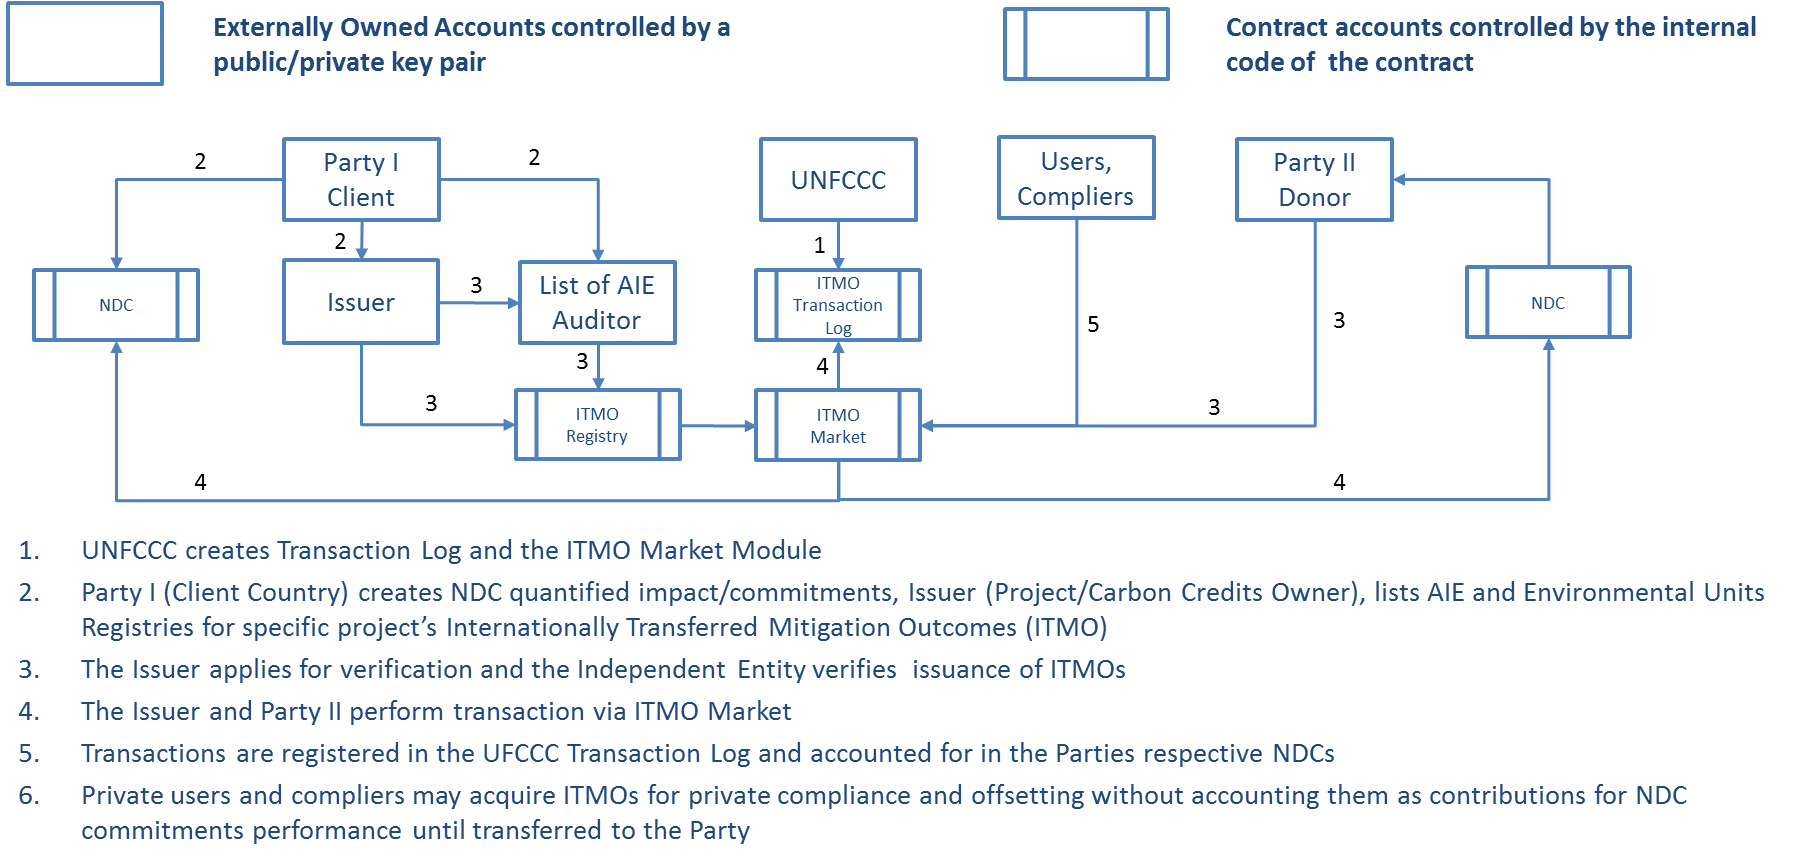 Externally Owned Accounts controlled by a
public/private key pair
Contract accounts controlled by the internal
code of the contract
2
Party I
Client
2
UNFCCC
Users,
Compliers
Party II
Donor
2
1
NDC
Issuer
3
List of AIE
Auditor
ITMO
Transaction
Log
5
3
NDC
3
4
3
ITMO
Registry
ITMO
Market
3
4
4
1. UNFCCC creates Transaction Log and the ITMO Market Module
2. Party I (Client Country) creates NDC quantified impact/commitments, Issuer (Project/Carbon Credits Owner), lists AIE and Environmental Units
Registries for specific project’s Internationally Transferred Mitigation Outcomes (ITMO)
3. The Issuer applies for verification and the Independent Entity verifies issuance of ITMOs
4. The Issuer and Party II perform transaction via ITMO Market
5. Transactions are registered in the UFCCC Transaction Log and accounted for in the Parties respective NDCs
6. Private users and compliers may acquire ITMOs for private compliance and offsetting without accounting them as contributions for NDC
commitments performance until transferred to the Party